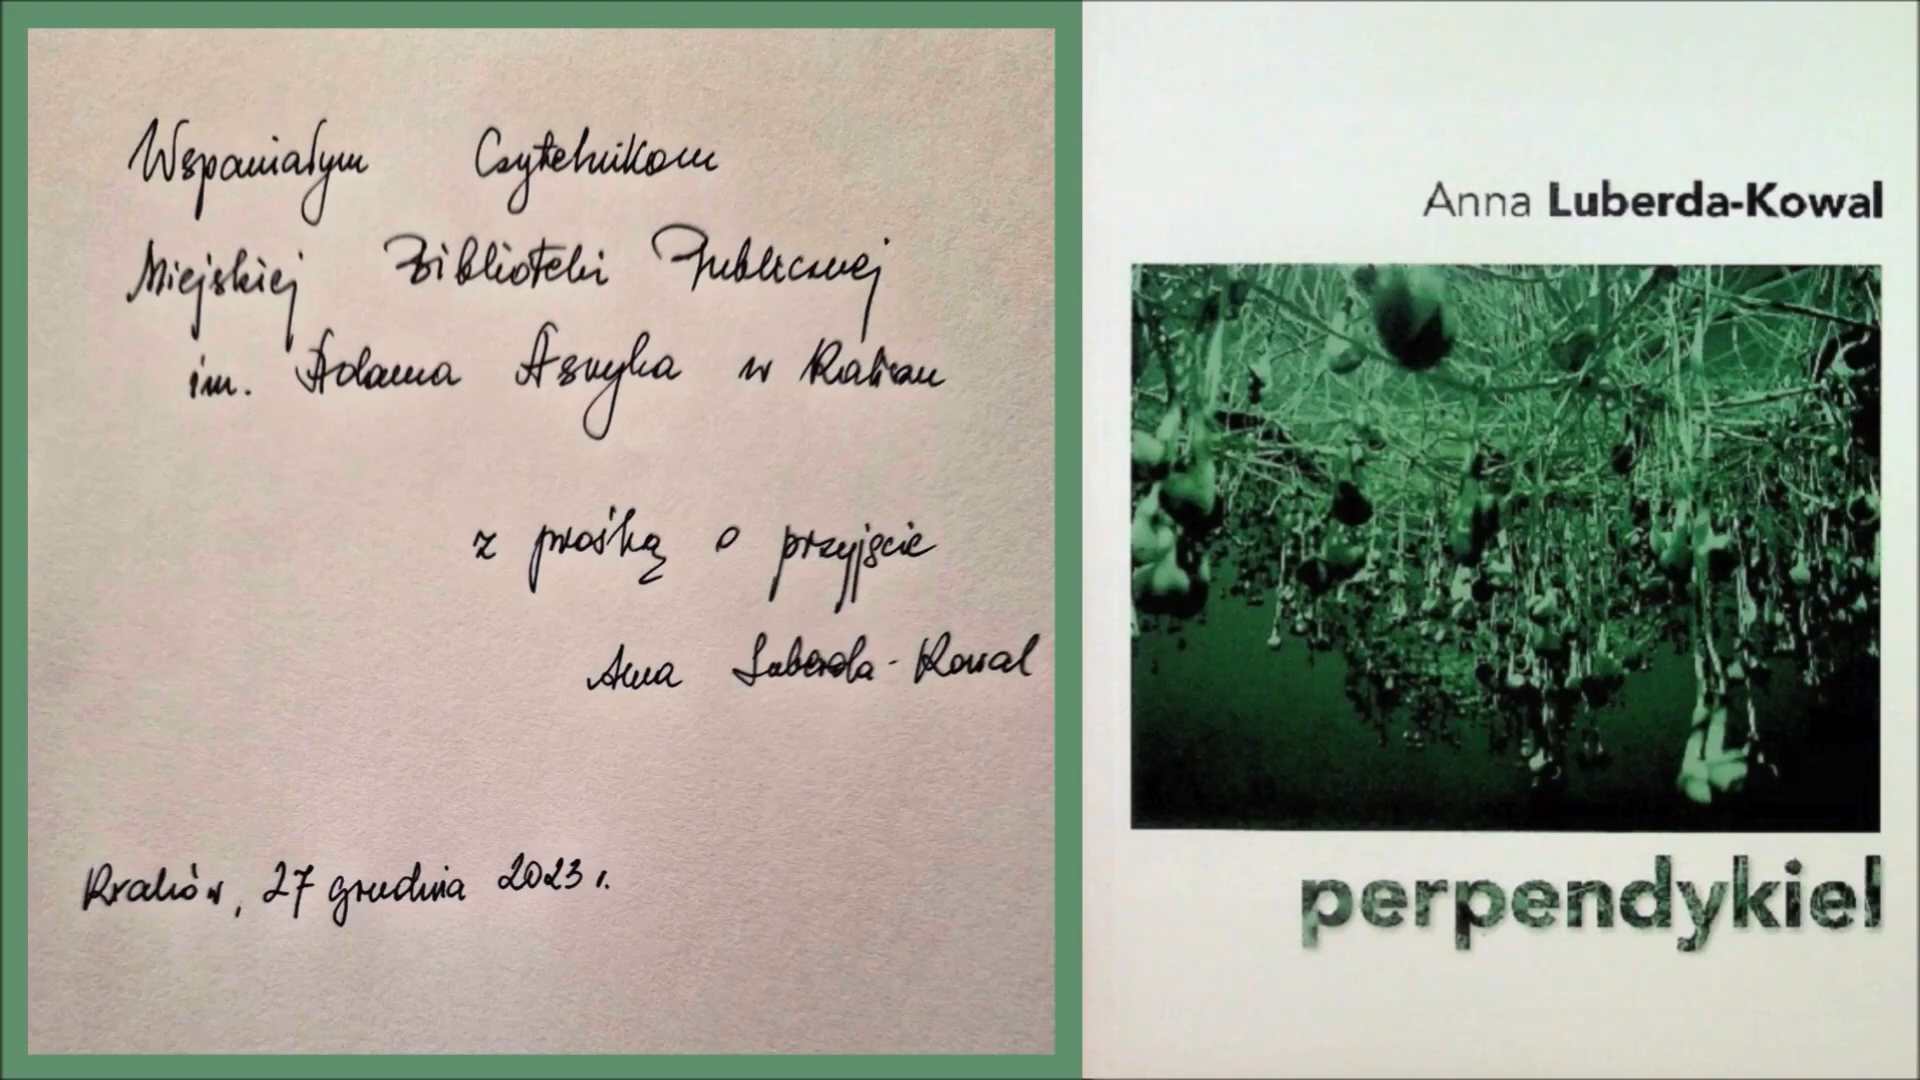 Wspaniałym Czytelnikom
Miejskiej Biblioteki Publicznej
im. Adama Asnyka w Kaliszu
z prośbą o przyjęcie
Anna Luberda-Kowal
Kraków, 27 grudnia 2023 r.
Anna Luberda-Kowal
perpendykiel